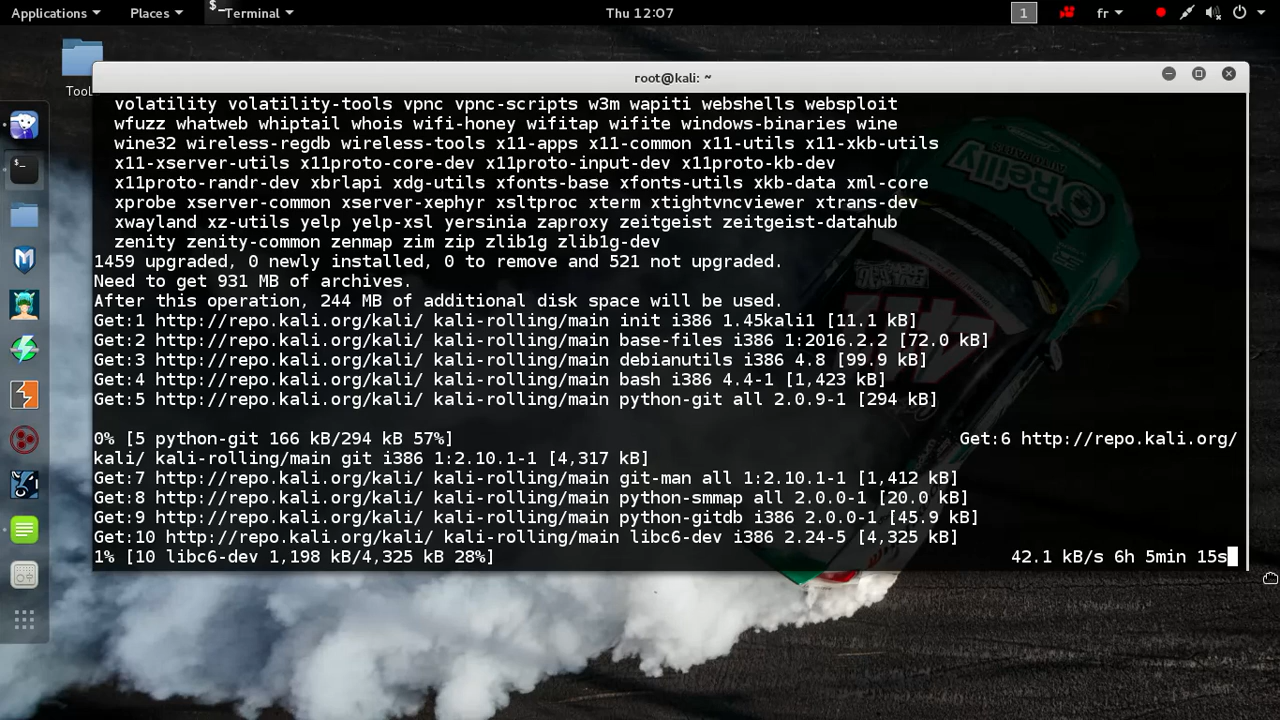 Applications Places Terminal Thu 12:07 1 fr
Tool
root@kali: ~
volatility volatility-tools vpnc vpnc-scripts w3m wapiti webshells websploit
wfuzz whatweb whiptail whois wifi-honey wifitap wifite windows-binaries wine
wine32 wireless-regdb wireless-tools x11-apps x11-common x11-utils x11-xkb-utils
x11-xserver-utils x11proto-core-dev x11proto-input-dev x11proto-kb-dev
x11proto-randr-dev xbrlapi xdg-utils xfonts-base xfonts-utils xkb-data xml-core
xprobe xserver-common xserver-xephyr xsltproc xterm xtightvncviewer xtrans-dev
xwayland xz-utils yelp yelp-xsl yersinia zaproxy zeitgeist zeitgeist-datahub
zenity zenity-common zenmap zim zip zlib1g zlib1g-dev
1459 upgraded, 0 newly installed, 0 to remove and 521 not upgraded.
Need to get 931 MB of archives.
After this operation, 244 MB of additional disk space will be used.
Get:1 http://repo.kali.org/kali/ kali-rolling/main init i386 1.45kali1 [11.1 kB]
Get:2 http://repo.kali.org/kali/ kali-rolling/main base-files i386 1:2016.2.2 [72.0 kB]
Get:3 http://repo.kali.org/kali/ kali-rolling/main debianutils i386 4.8 [99.9 kB]
Get:4 http://repo.kali.org/kali/ kali-rolling/main bash i386 4.4-1 [1,423 kB]
Get:5 http://repo.kali.org/kali/ kali-rolling/main python-git all 2.0.9-1 [294 kB]
0% [5 python-git 166 kB/294 kB 57%] Get:6 http://repo.kali.org/
kali/ kali-rolling/main git i386 1:2.10.1-1 [4,317 kB]
Get:7 http://repo.kali.org/kali/ kali-rolling/main git-man all 1:2.10.1-1 [1,412 kB]
Get:8 http://repo.kali.org/kali/ kali-rolling/main python-smmap all 2.0.0-1 [20.0 kB]
Get:9 http://repo.kali.org/kali/ kali-rolling/main python-gitdb i386 2.0.0-1 [45.9 kB]
Get:10 http://repo.kali.org/kali/ kali-rolling/main libc6-dev i386 2.24-5 [4,325 kB]
1% [10 libc6-dev 1,198 kB/4,325 kB 28%] 42.1 kB/s 6h 5min 15s
O'Reilly